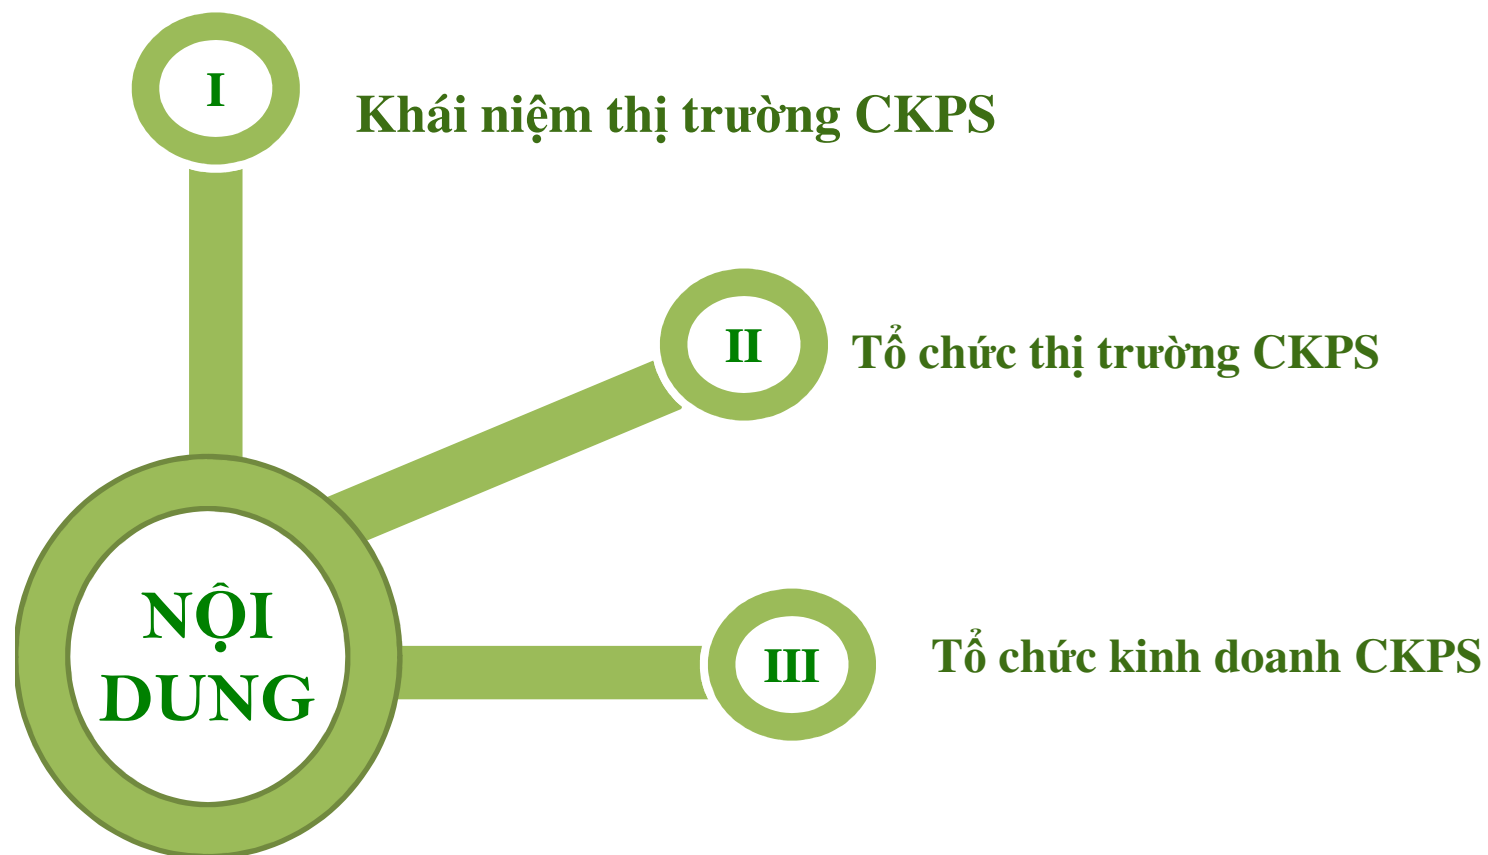 I
Khái niệm thị trường CKPS
II
Tổ chức thị trường CKPS
NỘI
DUNG
III
Tổ chức kinh doanh CKPS